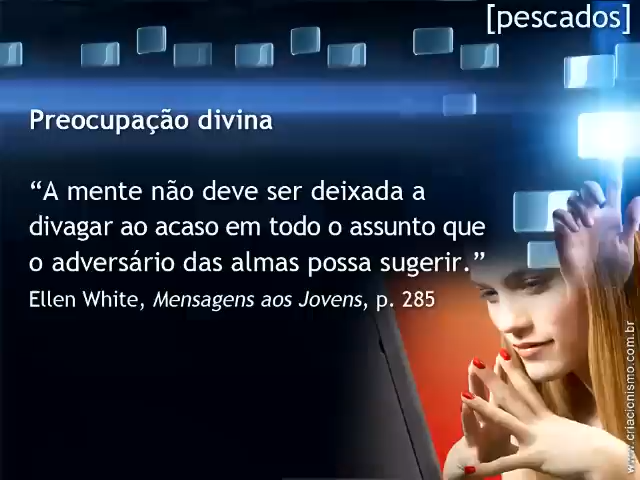 [pescados]
Preocupação divina
“A mente não deve ser deixada a
divagar ao acaso em todo o assunto que
o adversário das almas possa sugerir.”
Ellen White, Mensagens aos Jovens, p. 285
www.criacionismo.com.br